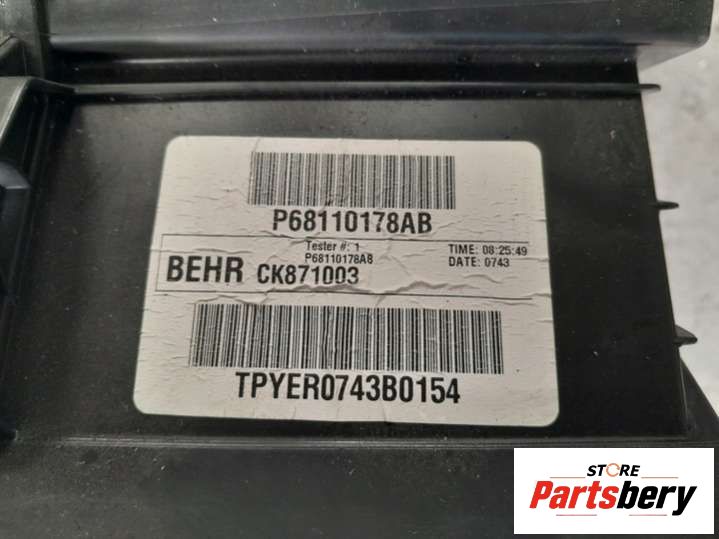 P68110178AB
Tester #: 1
P68110178AB
TIME: 08:25:49
DATE: 0743
BEHR CK871003
TPYER0743B0154
STORE
Partsbery